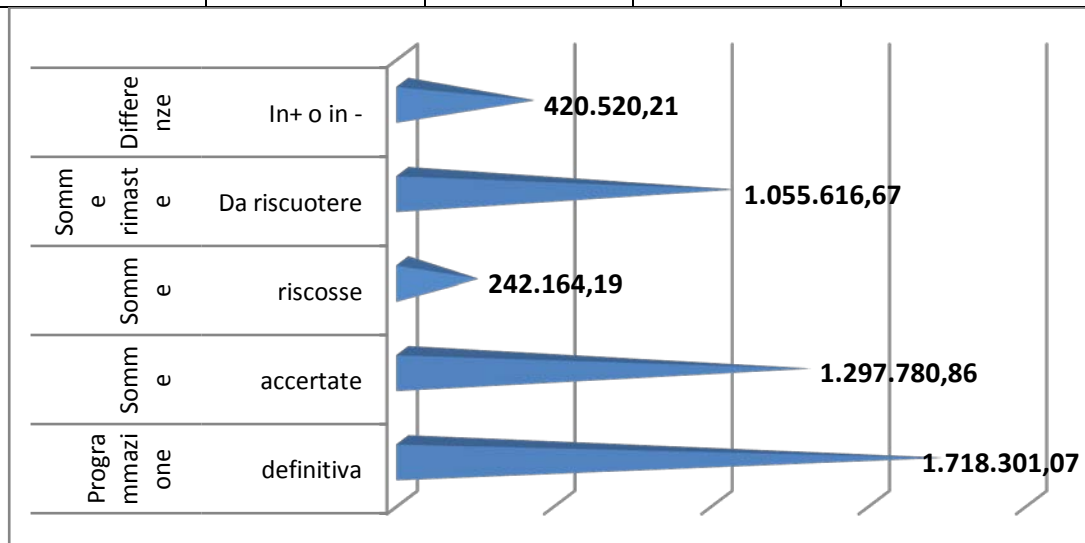 Differe
nze
In+ o in -
420.520,21
Somm
e
rimast
e
Da riscuotere
1.055.616,67
Somm
e
riscosse
242.164,19
Somm
e
accertate
1.297.780,86
Progra
mmazi
one
definitiva
1.718.301,07